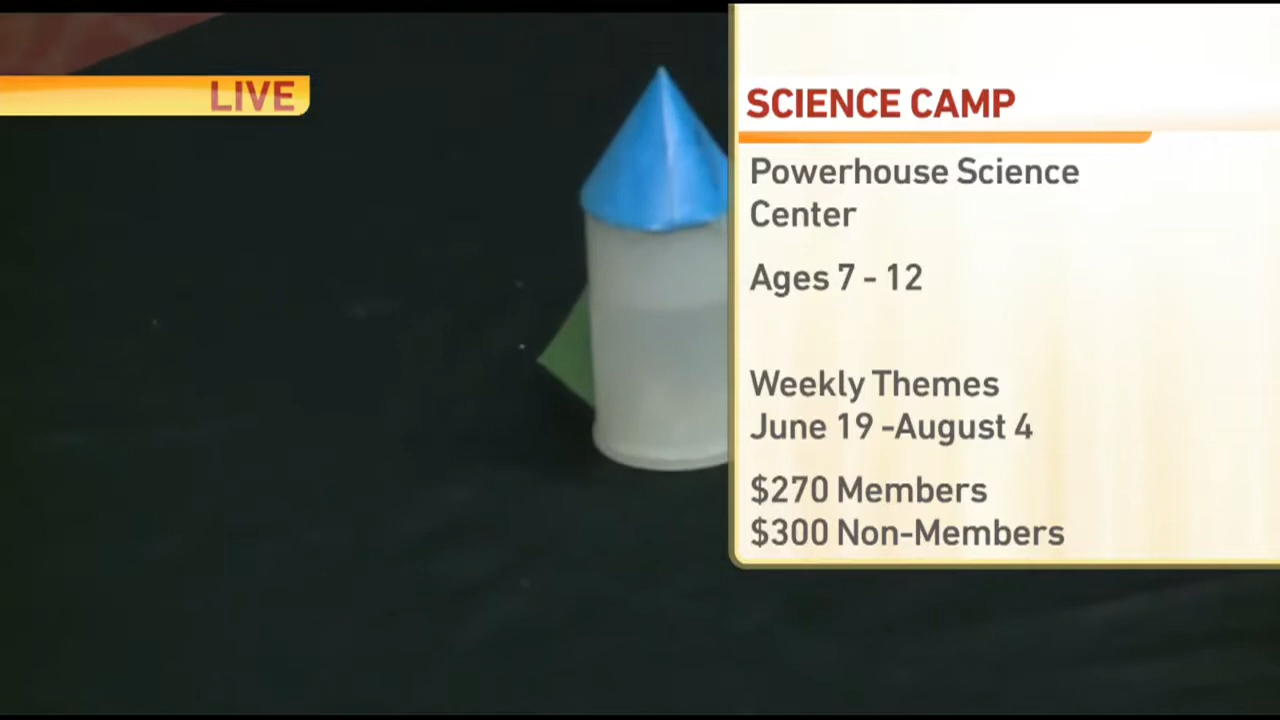 LIVE
SCIENCE CAMP
Powerhouse Science
Center
Ages 7 - 12
Weekly Themes
June 19 -August 4
$270 Members
$300 Non-Members